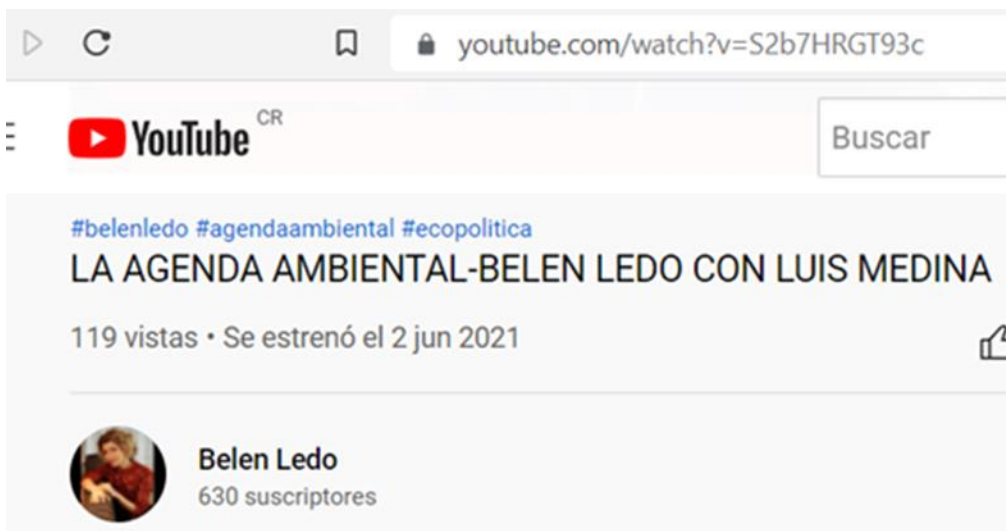 youtube.com/watch?v=S2b7HRGT93c
YouTube CR
Buscar
#belenledo #agendaambiental #ecopolitica
LA AGENDA AMBIENTAL-BELEN LEDO CON LUIS MEDINA
119 vistas • Se estrenó el 2 jun 2021
Belen Ledo
630 suscriptores